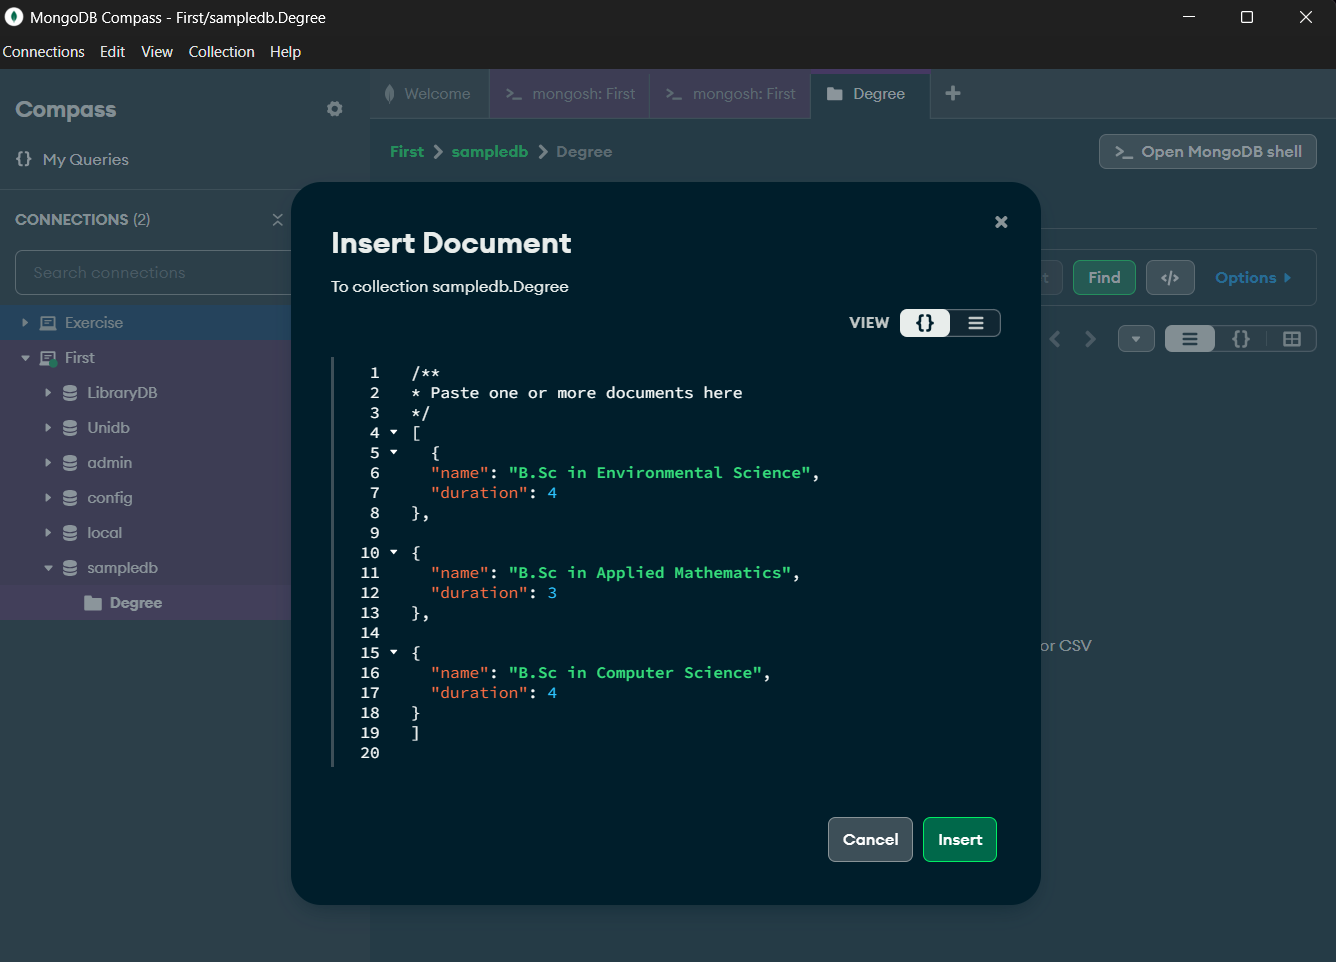 MongoDB Compass - First/sampledb.Degree
Connections Edit View Collection Help
Compass
{} My Queries
CONNECTIONS (2)
Search connections
Exercise
First
LibraryDB
Unidb
admin
config
local
sampledb
Degree
Welcome >_ mongosh: First >_ mongosh: First Degree +
First > sampledb > Degree
>_ Open MongoDB shell
Find </> Options
{}
or CSV
Insert Document
To collection sampledb.Degree
VIEW {}
1 /**
2 * Paste one or more documents here
3 */
4 [
5 {
6 "name": "B.Sc in Environmental Science",
7 "duration": 4
8 },
9
10 {
11 "name": "B.Sc in Applied Mathematics",
12 "duration": 3
13 },
14
15 {
16 "name": "B.Sc in Computer Science",
17 "duration": 4
18 }
19 ]
20
Cancel Insert